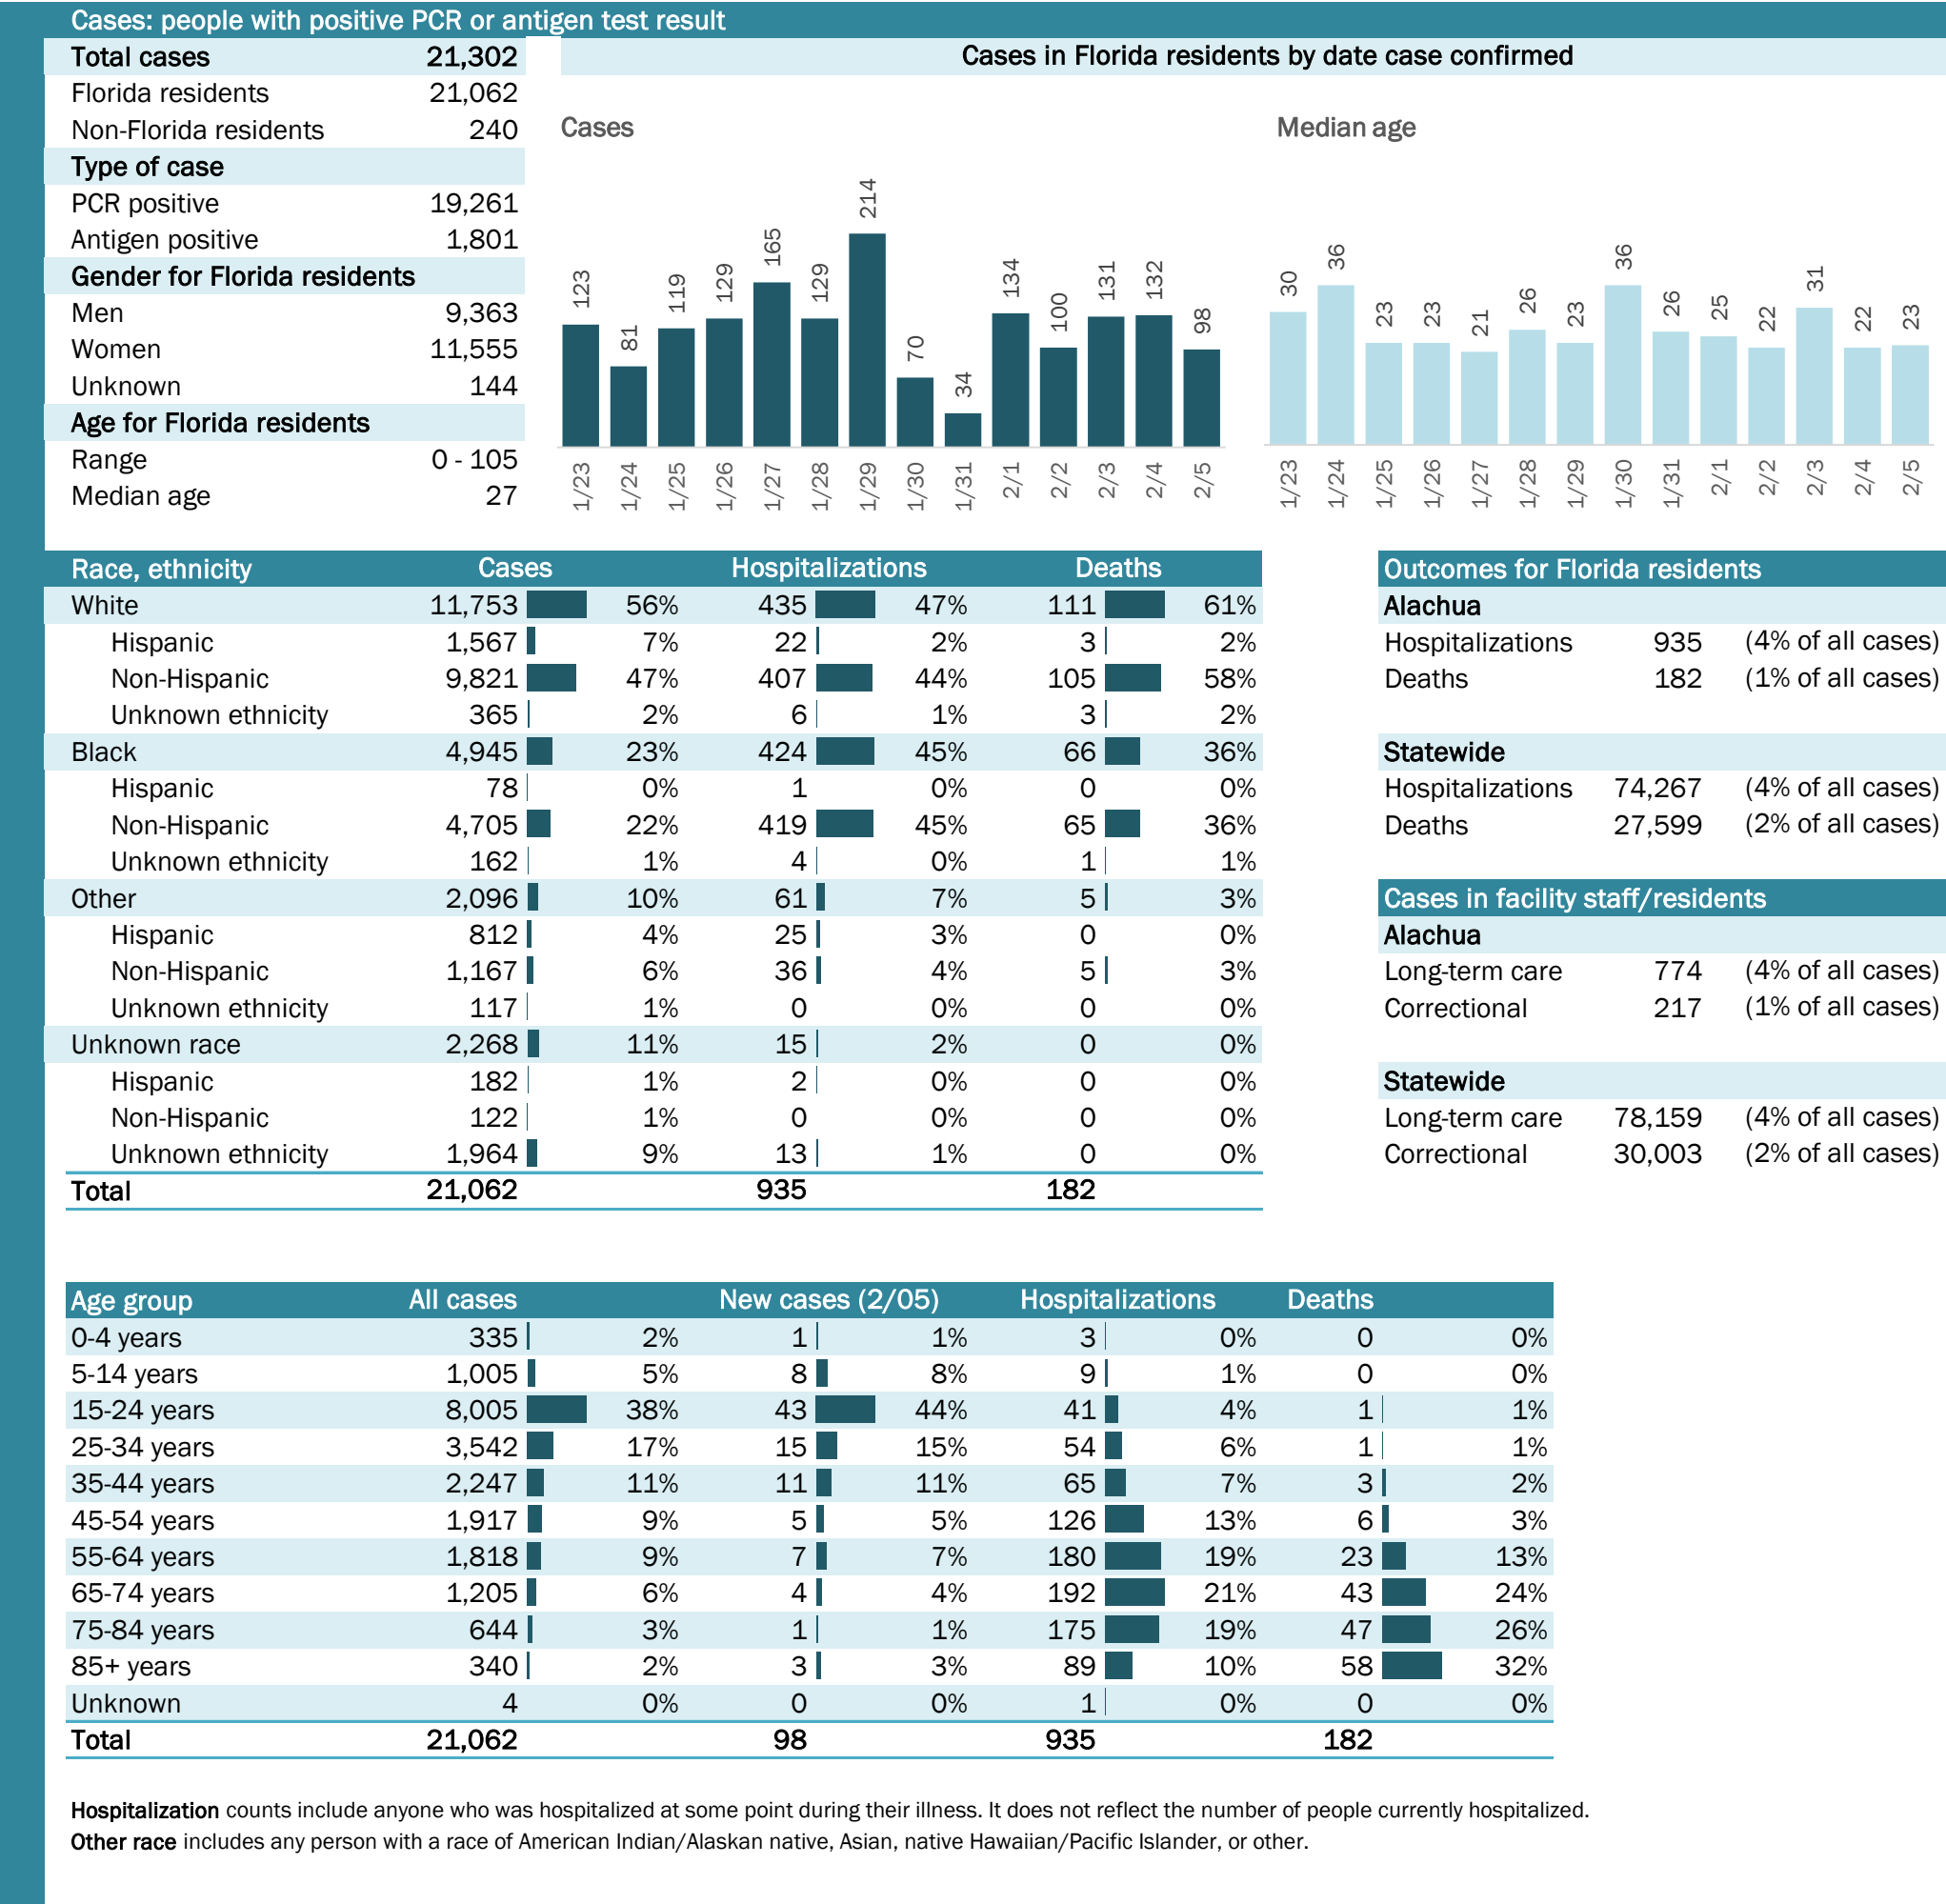 Cases: people with positive PCR or antigen test result
Total cases 21,302
Florida residents 21,062
Non-Florida residents 240
Type of case
PCR positive 19,261
Antigen positive 1,801
Gender for Florida residents
Men 9,363
Women 11,555
Unknown 144
Age for Florida residents
Range 0 - 105
Median age 27
Cases in Florida residents by date case confirmed
Cases
123 81 119 129 165 129 214 70 34 134 100 131 132 98
1/23 1/24 1/25 1/26 1/27 1/28 1/29 1/30 1/31 2/1 2/2 2/3 2/4 2/5
Median age
30 36 23 23 21 26 23 36 26 25 22 31 22 23
1/23 1/24 1/25 1/26 1/27 1/28 1/29 1/30 1/31 2/1 2/2 2/3 2/4 2/5
Race, ethnicity Cases Hospitalizations Deaths
White 11,753 56% 435 47% 111 61%
Hispanic 1,567 7% 22 2% 3 2%
Non-Hispanic 9,821 47% 407 44% 105 58%
Unknown ethnicity 365 2% 6 1% 3 2%
Black 4,945 23% 424 45% 66 36%
Hispanic 78 0% 1 0% 0 0%
Non-Hispanic 4,705 22% 419 45% 65 36%
Unknown ethnicity 162 1% 4 0% 1 1%
Other 2,096 10% 61 7% 5 3%
Hispanic 812 4% 25 3% 0 0%
Non-Hispanic 1,167 6% 36 4% 5 3%
Unknown ethnicity 117 1% 0 0% 0 0%
Unknown race 2,268 11% 15 2% 0 0%
Hispanic 182 1% 2 0% 0 0%
Non-Hispanic 122 1% 0 0% 0 0%
Unknown ethnicity 1,964 9% 13 1% 0 0%
Total 21,062 935 182
Outcomes for Florida residents
Alachua
Hospitalizations 935 (4% of all cases)
Deaths 182 (1% of all cases)
Statewide
Hospitalizations 74,267 (4% of all cases)
Deaths 27,599 (2% of all cases)
Cases in facility staff/residents
Alachua
Long-term care 774 (4% of all cases)
Correctional 217 (1% of all cases)
Statewide
Long-term care 78,159 (4% of all cases)
Correctional 30,003 (2% of all cases)
Age group All cases New cases (2/05) Hospitalizations Deaths
0-4 years 335 2% 1 1% 3 0% 0 0%
5-14 years 1,005 5% 8 8% 9 1% 0 0%
15-24 years 8,005 38% 43 44% 41 4% 1 1%
25-34 years 3,542 17% 15 15% 54 6% 1 1%
35-44 years 2,247 11% 11 11% 65 7% 3 2%
45-54 years 1,917 9% 5 5% 126 13% 6 3%
55-64 years 1,818 9% 7 7% 180 19% 23 13%
65-74 years 1,205 6% 4 4% 192 21% 43 24%
75-84 years 644 3% 1 1% 175 19% 47 26%
85+ years 340 2% 3 3% 89 10% 58 32%
Unknown 4 0% 0 0% 1 0% 0 0%
Total 21,062 98 935 182
Hospitalization counts include anyone who was hospitalized at some point during their illness. It does not reflect the number of people currently hospitalized.
Other race includes any person with a race of American Indian/Alaskan native, Asian, native Hawaiian/Pacific Islander, or other.